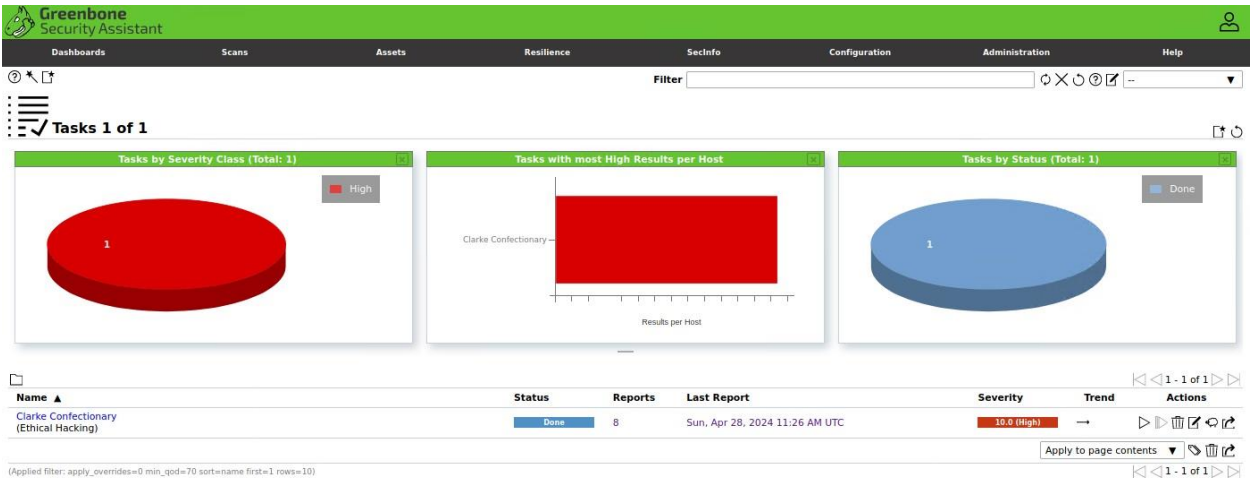 Greenbone
Security Assistant
Dashboards Scans Assets Resilience SecInfo Configuration Administration Help
Filter --
Tasks 1 of 1
Tasks by Severity Class (Total: 1)
High
1
Tasks with most High Results per Host
Clarke Confectionary
Results per Host
Tasks by Status (Total: 1)
Done
1
1 - 1 of 1
Name ▲ Status Reports Last Report Severity Trend Actions
Clarke Confectionary Done 8 Sun, Apr 28, 2024 11:26 AM UTC 10.0 (High)
(Ethical Hacking)
Apply to page contents
(Applied filter: apply_overrides=0 min_qod=70 sort=name first=1 rows=10) 1 - 1 of 1